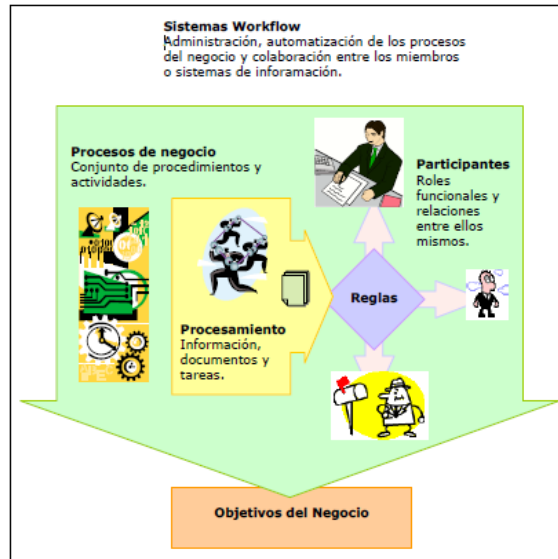 Sistemas Workflow
Administración, automatización de los procesos
del negocio y colaboración entre los miembros
o sistemas de inforamación.
Procesos de negocio
Conjunto de procedimientos y
actividades.
Participantes
Roles
funcionales y
relaciones
entre ellos
mismos.
Reglas
Procesamiento
Información,
documentos y
tareas.
Objetivos del Negocio